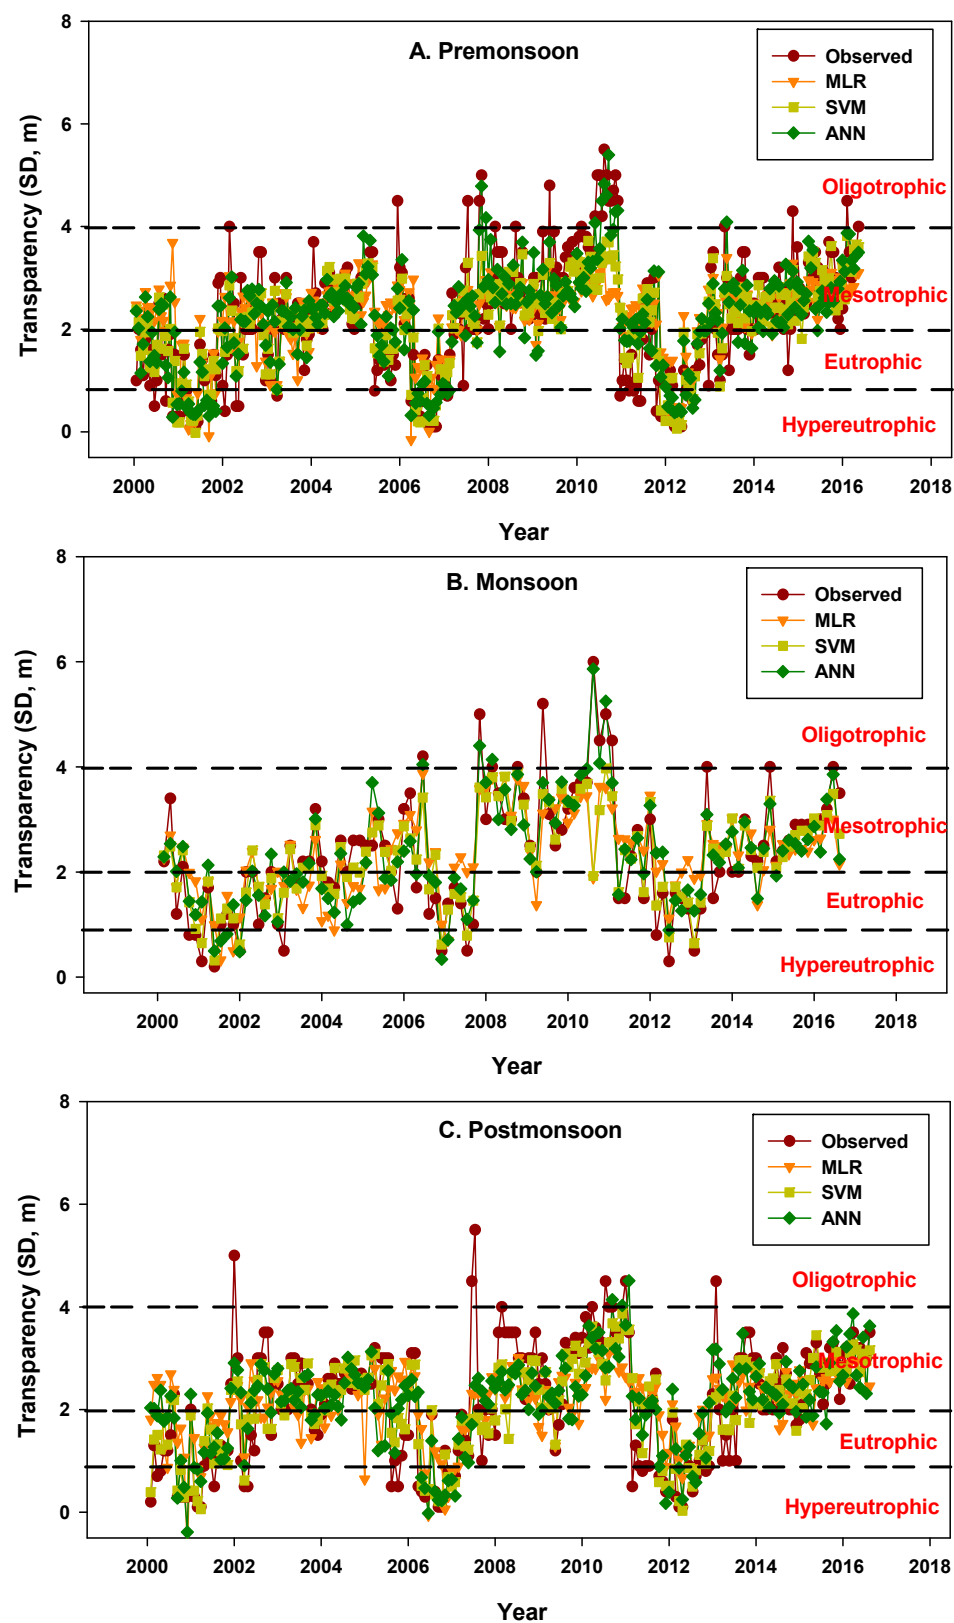 A. Premonsoon
Observed
MLR
SVM
ANN
Transparency (SD, m)
8
6
4
2
0
Oligotrophic
Mesotrophic
Eutrophic
Hypereutrophic
2000 2002 2004 2006 2008 2010 2012 2014 2016 2018
Year
B. Monsoon
Observed
MLR
SVM
ANN
Transparency (SD, m)
8
6
4
2
0
Oligotrophic
Mesotrophic
Eutrophic
Hypereutrophic
2000 2002 2004 2006 2008 2010 2012 2014 2016 2018
Year
C. Postmonsoon
Observed
MLR
SVM
ANN
Transparency (SD, m)
8
6
4
2
0
Oligotrophic
Mesotrophic
Eutrophic
Hypereutrophic
2000 2002 2004 2006 2008 2010 2012 2014 2016 2018
Year